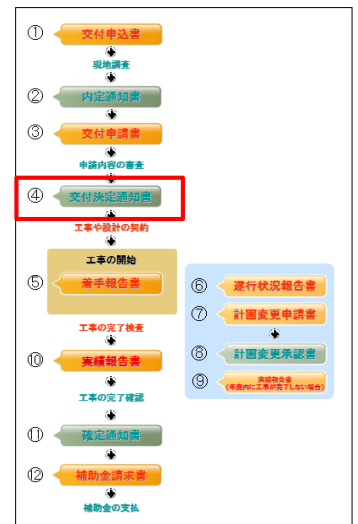 ① 交付申込書
現地調査
② 内定通知書
③ 交付申請書
申請内容の審査
④ 交付決定通知書
工事や設計の契約
工事の開始
⑤ 着手報告書
⑥ 遂行状況報告書
⑦ 計画変更申請書
⑧ 計画変更承認書
⑨ 実績報告書
(年度内に工事が完了しない場合)
工事の完了検査
⑩ 実績報告書
工事の完了確認
⑪ 確定通知書
⑫ 補助金請求書
補助金の支払